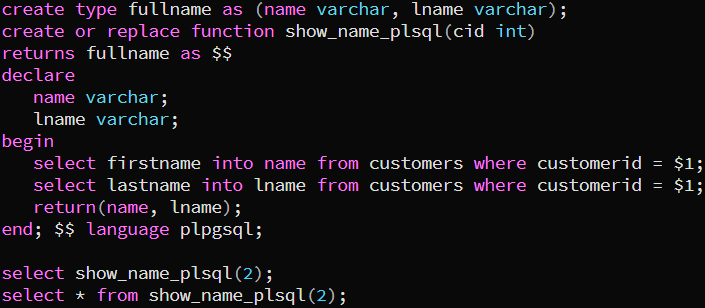 create type fullname as (name varchar, lname varchar);
create or replace function show_name_plsql(cid int)
returns fullname as $$
declare
   name varchar;
   lname varchar;
begin
   select firstname into name from customers where customerid = $1;
   select lastname into lname from customers where customerid = $1;
   return(name, lname);
end; $$ language plpgsql;

select show_name_plsql(2);
select * from show_name_plsql(2);